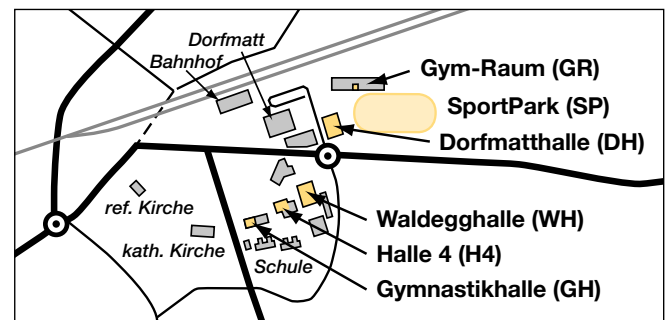 Dorfmatt
Bahnhof
Gym-Raum (GR)
SportPark (SP)
Dorfmatthalle (DH)
ref. Kirche
kath. Kirche
Schule
Waldegghalle (WH)
Halle 4 (H4)
Gymnastikhalle (GH)